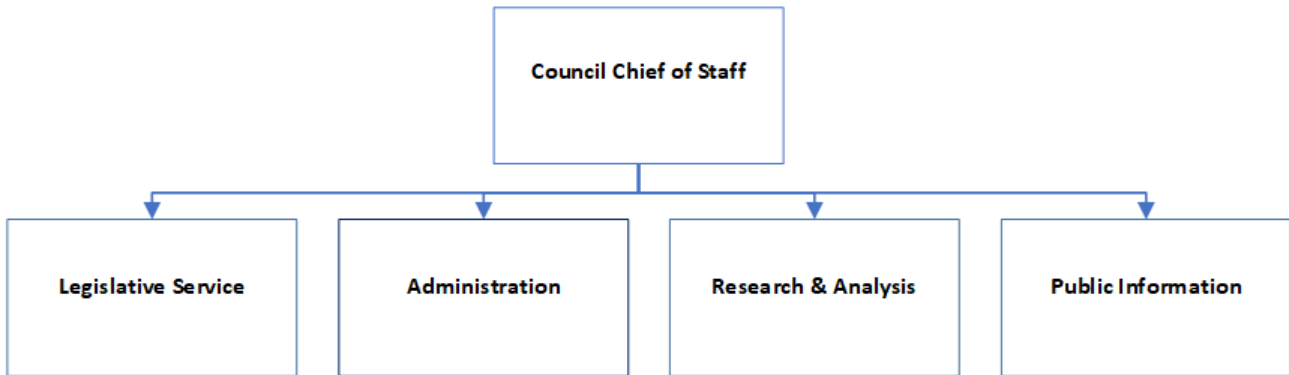 Council Chief of Staff
Legislative Service
Administration
Research & Analysis
Public Information